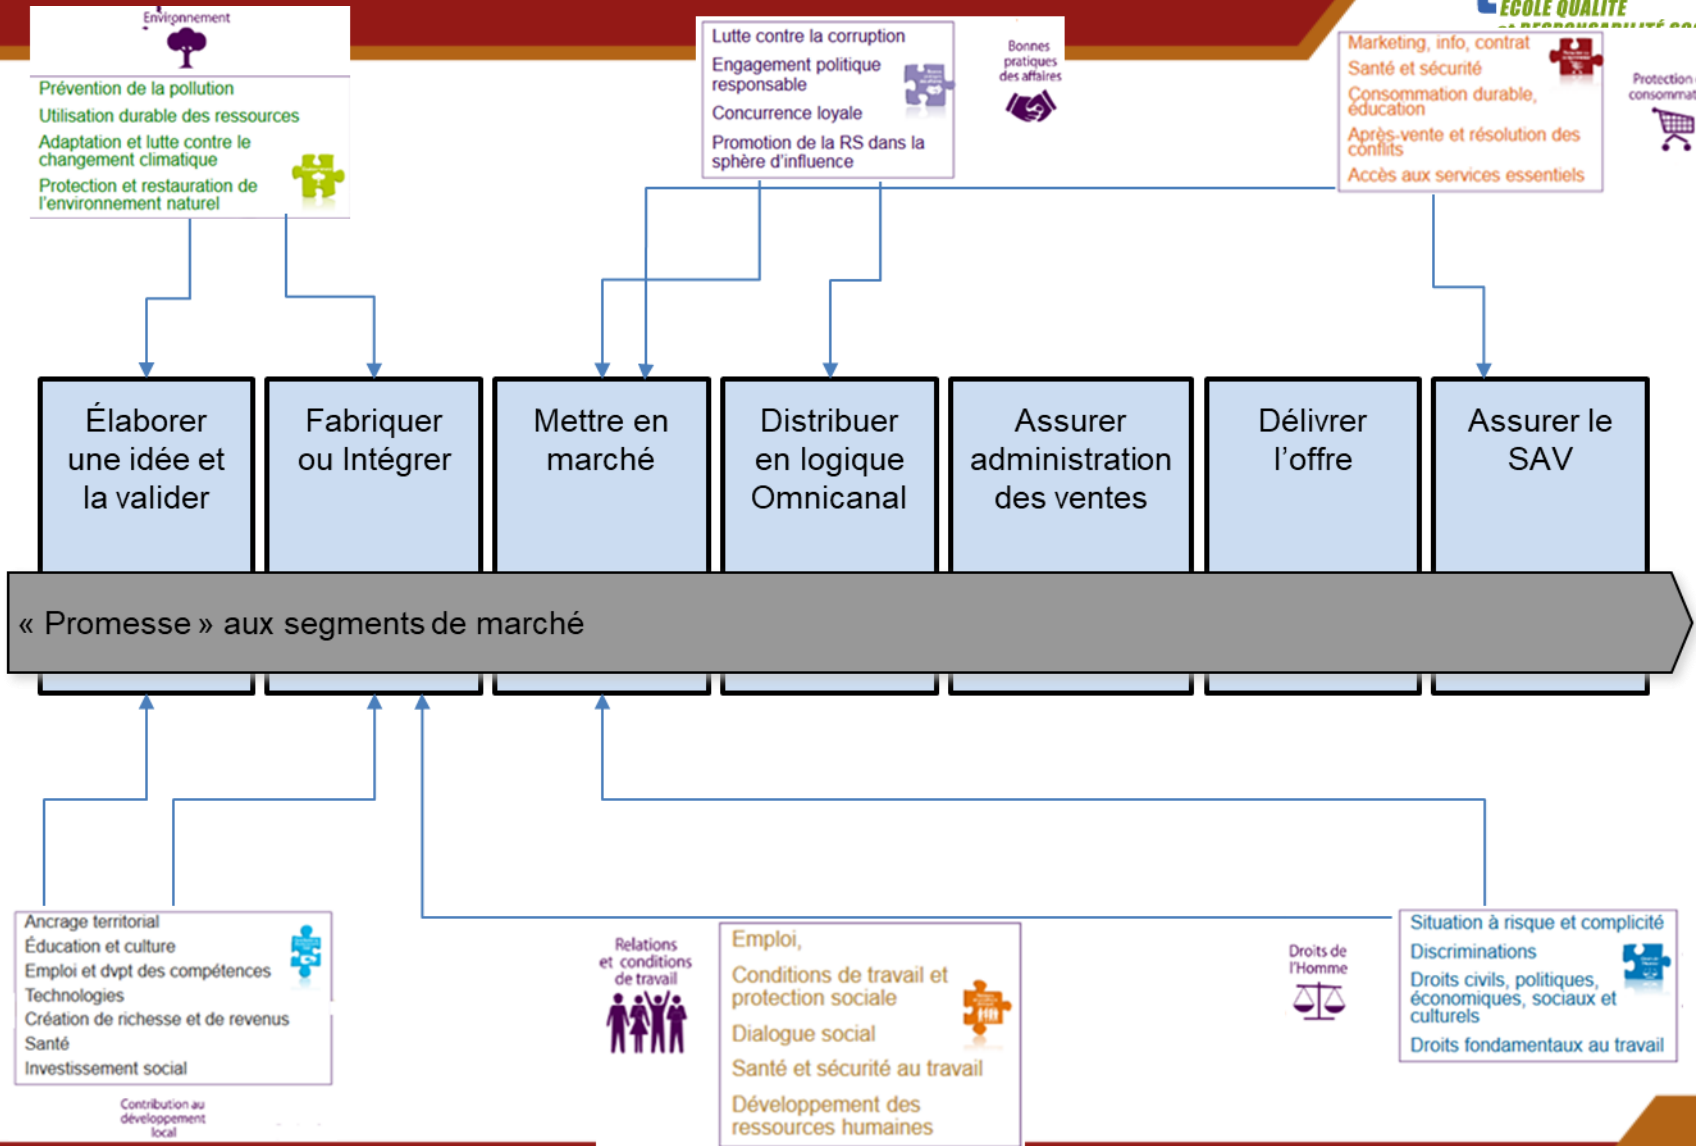 Environnement
Prévention de la pollution
Utilisation durable des ressources
Adaptation et lutte contre le
changement climatique
Protection et restauration de
l'environnement naturel
Lutte contre la corruption
Engagement politique
responsable
Concurrence loyale
Promotion de la RS dans la
sphère d'influence
Bonnes
pratiques
des affaires
ÉCOLE QUALITÉ
Marketing, info, contrat
Santé et sécurité
Consommation durable,
éducation
Après-vente et résolution des
conflits
Accès aux services essentiels
Protection
consommat
Élaborer
une idée et
la valider
Fabriquer
ou Intégrer
Mettre en
marché
Distribuer
en logique
Omnicanal
Assurer
administration
des ventes
Délivrer
l'offre
Assurer le
SAV
« Promesse » aux segments de marché
Ancrage territorial
Éducation et culture
Emploi et dvpt des compétences
Technologies
Création de richesse et de revenus
Santé
Investissement social
Contribution au
développement
local
Relations
et conditions
de travail
Emploi,
Conditions de travail et
protection sociale
Dialogue social
Santé et sécurité au travail
Développement des
ressources humaines
Droits de
l'Homme
Situation à risque et complicité
Discriminations
Droits civils, politiques,
économiques, sociaux et
culturels
Droits fondamentaux au travail